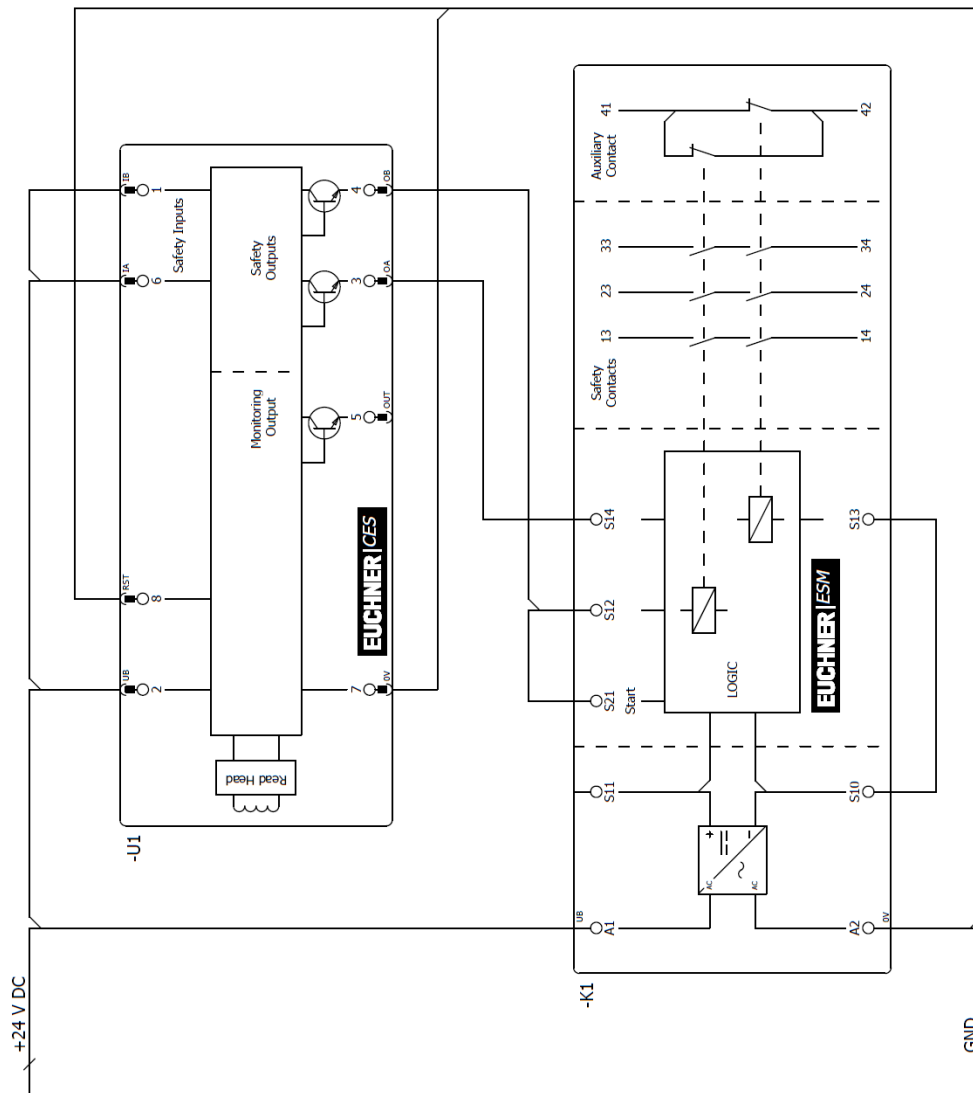 +24 V DC
GND
-U1
IB
1
IA
6
Safety Inputs
RST
8
UB
2
Safety
Outputs
Monitoring
Output
4
OB
3
OA
5
OUT
7
0V
Read Head
EUCHNER CES
-K1
41
42
Auxiliary
Contact
33
34
23
24
13
14
Safety
Contacts
S14
S13
S12
S21
Start
LOGIC
EUCHNER ESM
S11
S10
+
AC
AC
-
UB
A1
A2
0V